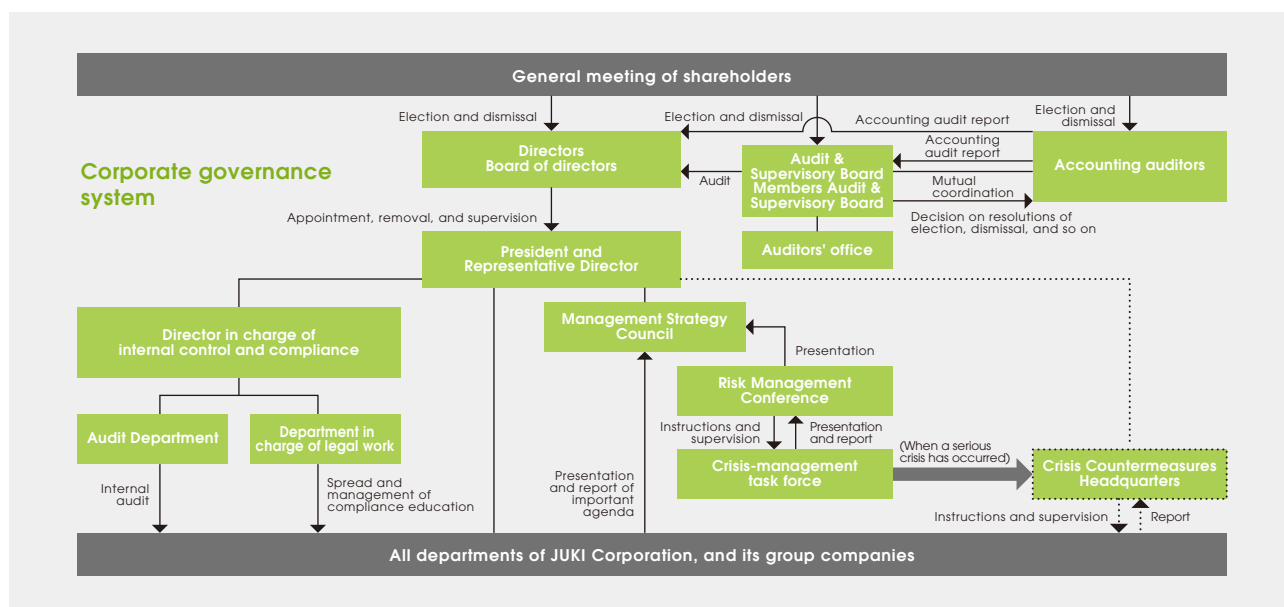 General meeting of shareholders
Election and dismissal
Election and dismissal
Accounting audit report
Election and
dismissal
Corporate governance
system
Directors
Board of directors
Audit
Audit &
Supervisory Board
Members Audit &
Supervisory Board
Accounting
audit report
Mutual
coordination
Accounting auditors
Decision on resolutions of
election, dismissal, and so on
Appointment, removal, and supervision
Auditors' office
President and
Representative Director
Director in charge of
internal control and compliance
Management Strategy
Council
Presentation
Risk Management
Conference
Audit Department
Department in
charge of legal work
Instructions and
supervision
Presentation
and report
(When a serious
crisis has occurred)
Crisis-management
task force
Crisis Countermeasures
Headquarters
Internal
audit
Spread and
management of
compliance education
Presentation
and report of
important
agenda
Instructions and supervision
Report
All departments of JUKI Corporation, and its group companies